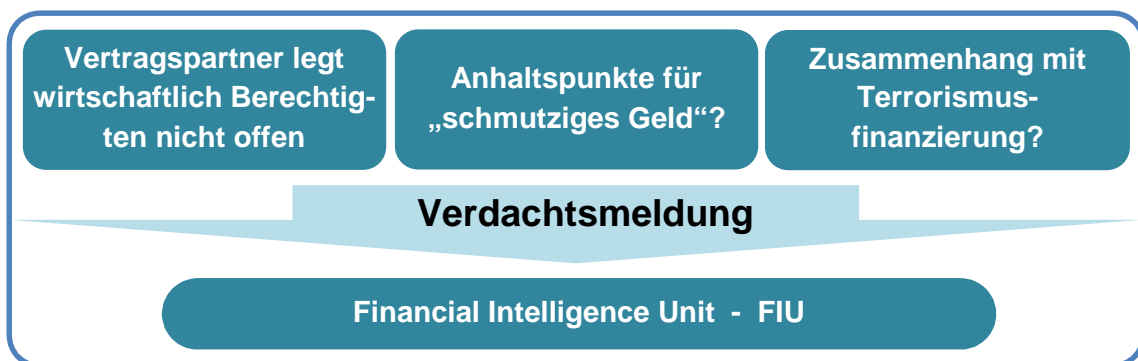 Vertragspartner legt
wirtschaftlich Berechtig-
ten nicht offen
Anhaltspunkte für
„schmutziges Geld“?
Zusammenhang mit
Terrorismus-
finanzierung?
Verdachtsmeldung
Financial Intelligence Unit - FIU